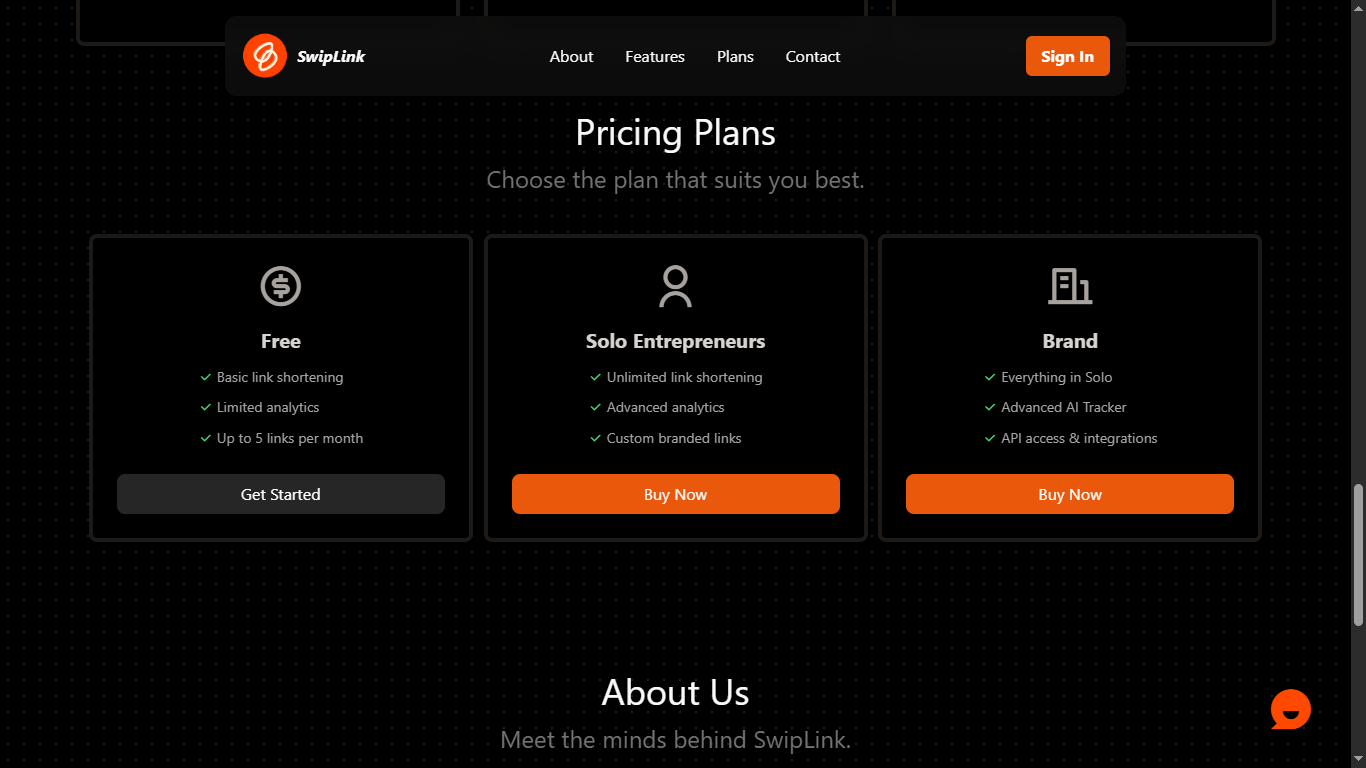 SwipLink
About
Features
Plans
Contact
Sign In
Pricing Plans
Choose the plan that suits you best.
Free
Basic link shortening
Limited analytics
Up to 5 links per month
Get Started
Solo Entrepreneurs
Unlimited link shortening
Advanced analytics
Custom branded links
Buy Now
Brand
Everything in Solo
Advanced AI Tracker
API access & integrations
Buy Now
About Us
Meet the minds behind SwipLink.